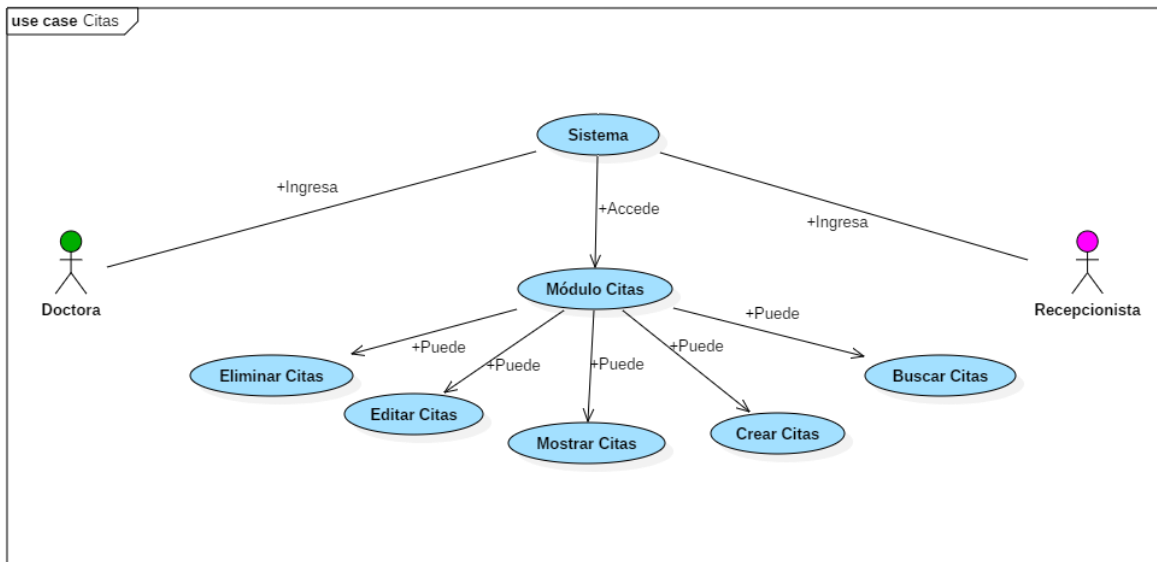 use case Citas
Sistema
+Ingresa
+Accede
+Ingresa
Doctora
Módulo Citas
Recepcionista
+Puede
+Puede
+Puede
+Puede
+Puede
Eliminar Citas
Buscar Citas
Editar Citas
Mostrar Citas
Crear Citas